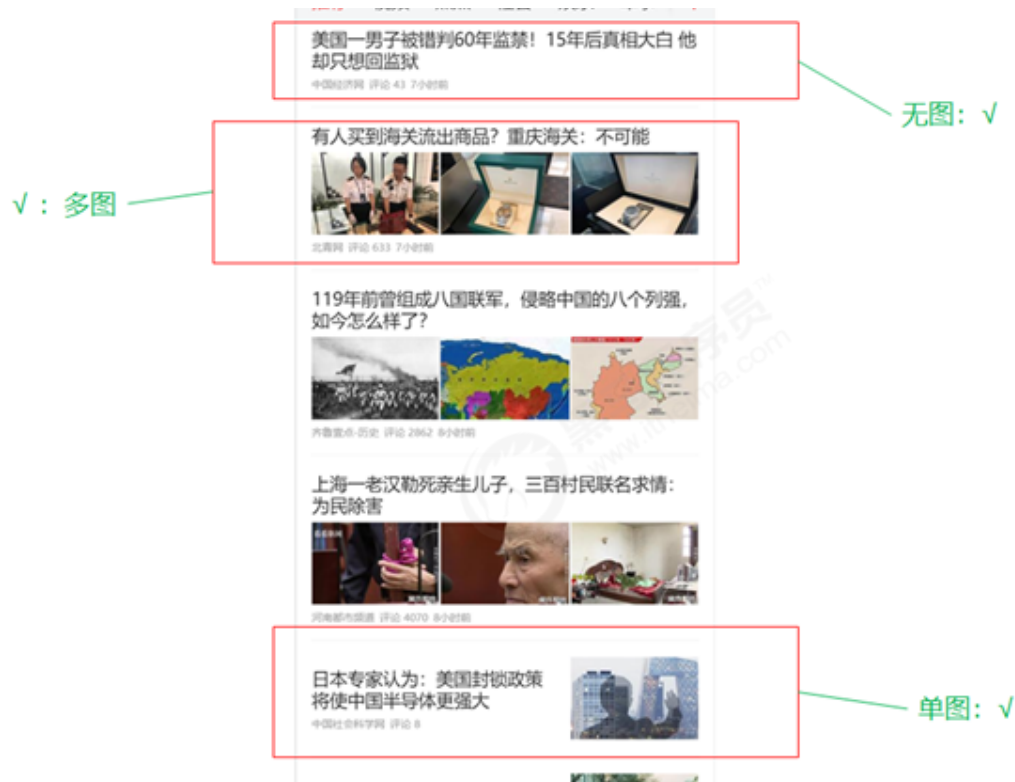 美国一男子被错判60年监禁！15年后真相大白 他
却只想回监狱
中国经济网 评论 43 7小时前
无图：√
有人买到海关流出商品？重庆海关：不可能
√ ：多图
北青网 评论 633 7小时前
119年前曾组成八国联军，侵略中国的八个列强，
如今怎么样了？
齐鲁壹点-历史 评论 2862 8小时前
上海一老汉勒死亲生儿子，三百村民联名求情：
为民除害
河南都市频道 评论 4070 8小时前
日本专家认为：美国封锁政策
将使中国半导体更强大
中国社会科学网 评论 8
单图：√